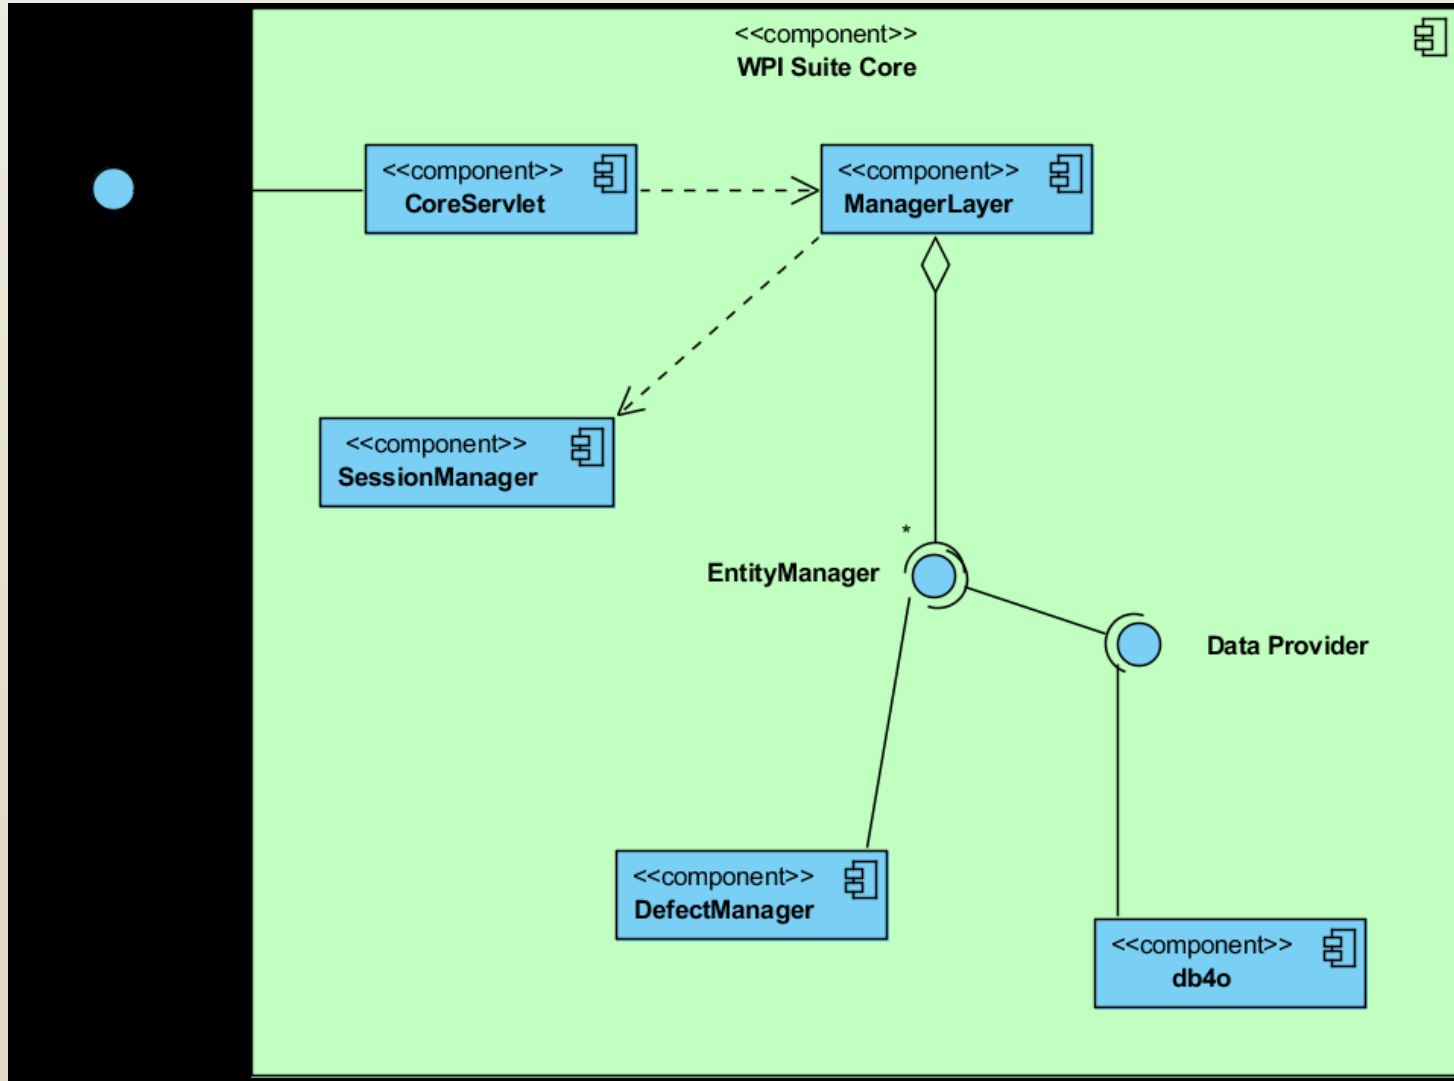 <<component>>
WPI Suite Core
<<component>>
CoreServlet
<<component>>
ManagerLayer
<<component>>
SessionManager
*
EntityManager
Data Provider
<<component>>
DefectManager
<<component>>
db4o